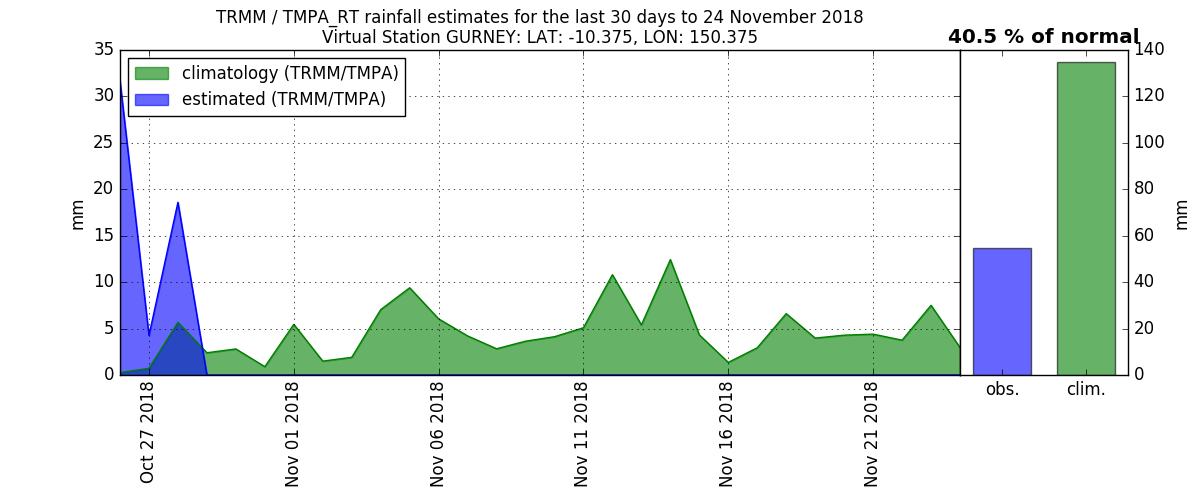 TRMM / TMPA_RT rainfall estimates for the last 30 days to 24 November 2018
Virtual Station GURNEY: LAT: -10.375, LON: 150.375
40.5 % of normal
climatology (TRMM/TMPA)
estimated (TRMM/TMPA)
35
30
25
20
15
10
5
0
mm
Oct 27 2018
Nov 01 2018
Nov 06 2018
Nov 11 2018
Nov 16 2018
Nov 21 2018
obs.
clim.
140
120
100
80
60
40
20
0
mm